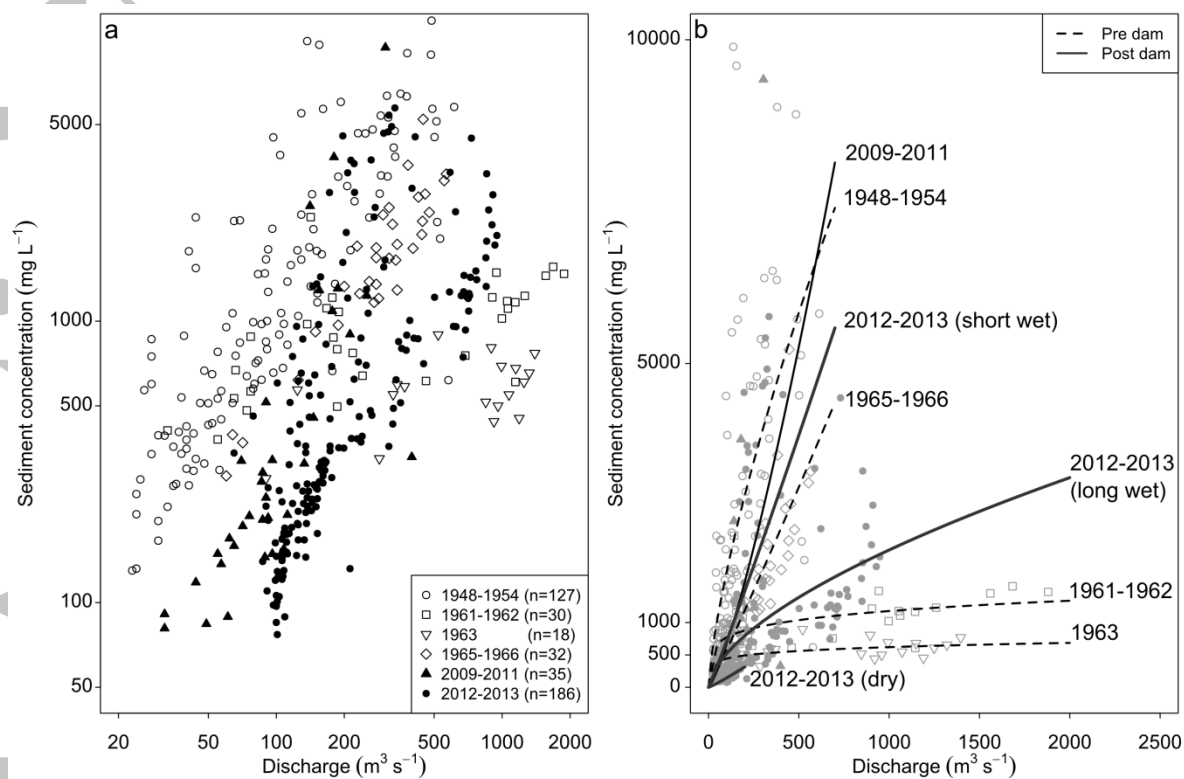 a
Sediment concentration (mg L⁻¹)
5000
1000
500
100
50
1948-1954 (n=127)
1961-1962 (n=30)
1963 (n=18)
1965-1966 (n=32)
2009-2011 (n=35)
2012-2013 (n=186)
20 50 100 200 500 1000 2000
Discharge (m³ s⁻¹)
b
Sediment concentration (mg L⁻¹)
10000
5000
1000
500
0
Pre dam
Post dam
2009-2011
1948-1954
2012-2013 (short wet)
1965-1966
2012-2013
(long wet)
1961-1962
1963
2012-2013 (dry)
0 500 1000 1500 2000 2500
Discharge (m³ s⁻¹)